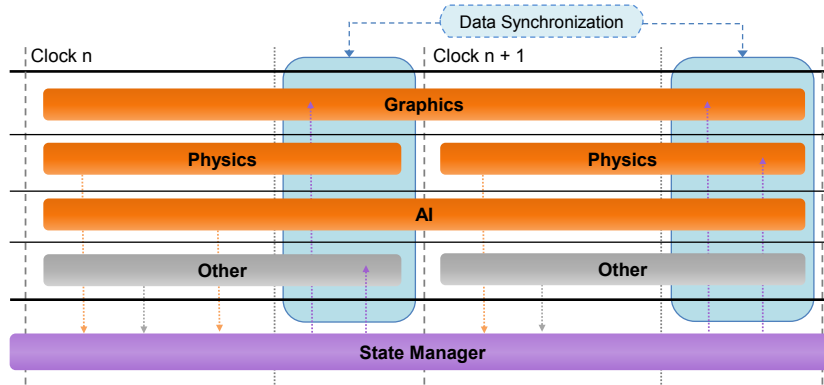 Data Synchronization
Clock n
Clock n + 1
Graphics
Physics
Physics
AI
Other
Other
State Manager